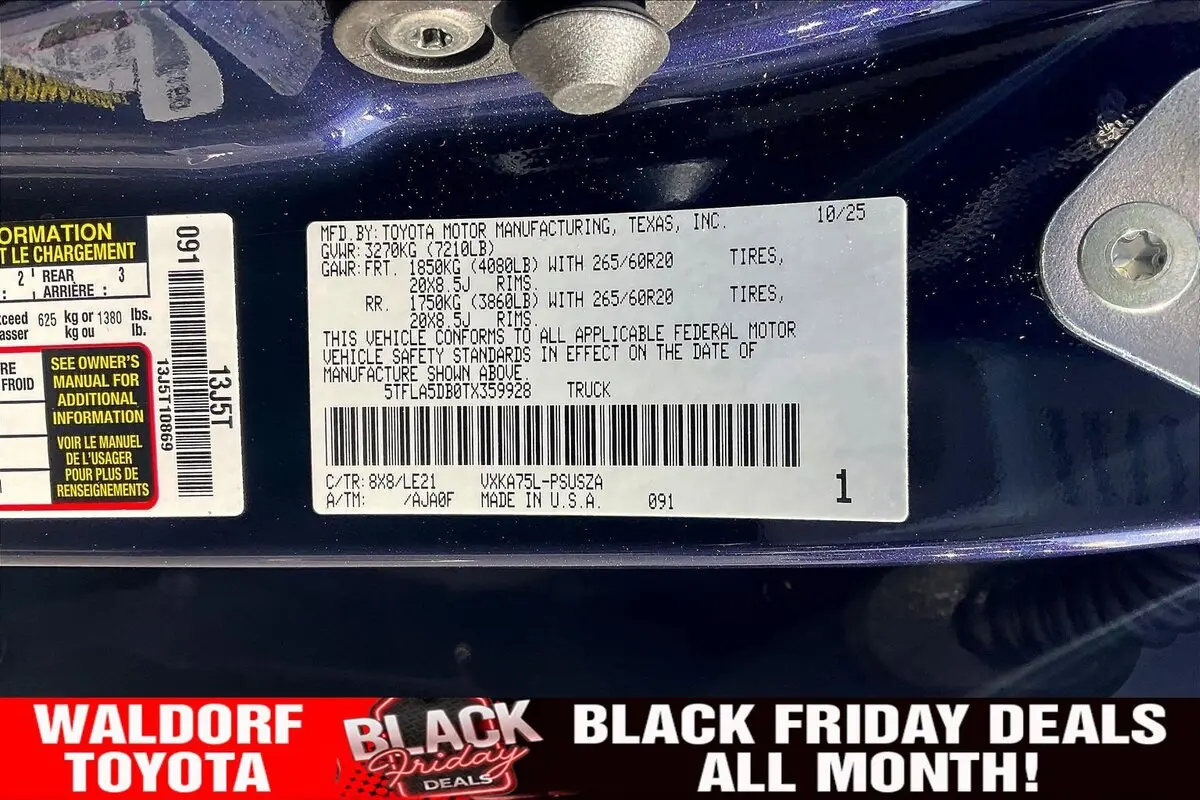 ORMATION
T LE CHARGEMENT
: 2 REAR 3
ARRIÈRE :
xceed 625 kg or 1380 lbs.
asser kg ou lb.
RE
FROID
SEE OWNER'S
MANUAL FOR
ADDITIONAL
INFORMATION
VOIR LE MANUEL
DE L'USAGER
POUR PLUS DE
RENSEIGNEMENTS
091
13J5T10869
13J5T
MFD.BY: TOYOTA MOTOR MANUFACTURING, TEXAS, INC. 10/25
GVWR: 3270KG (7210LB)
GAWR: FRT. 1850KG (4080LB) WITH 265/60R20 TIRES,
20X8.5J RIMS.
RR. 1750KG (3860LB) WITH 265/60R20 TIRES,
20X8.5J RIMS.
THIS VEHICLE CONFORMS TO ALL APPLICABLE FEDERAL MOTOR
VEHICLE SAFETY STANDARDS IN EFFECT ON THE DATE OF
MANUFACTURE SHOWN ABOVE.
5TFLA5DB0TX359928 TRUCK
C/TR: 8X8/LE21 VXKA75L-PSUSZA
A/TM: /AJA0F MADE IN U.S.A. 091
1
WALDORF
TOYOTA
BLACK
Friday
DEALS
BLACK FRIDAY DEALS
ALL MONTH!